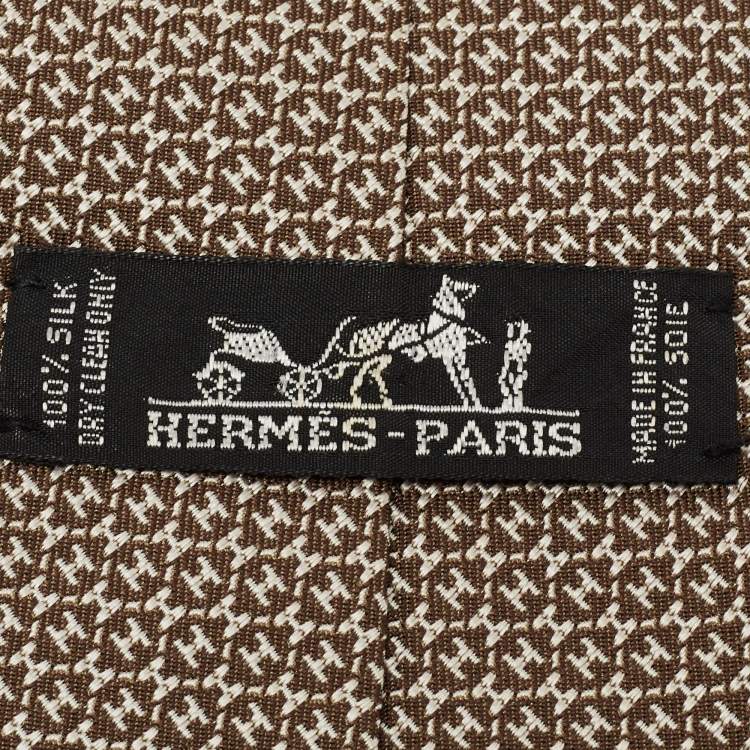 100% SILK
DRY CLEAN ONLY
HERMÈS-PARIS
MADE IN FRANCE
100% SOIE